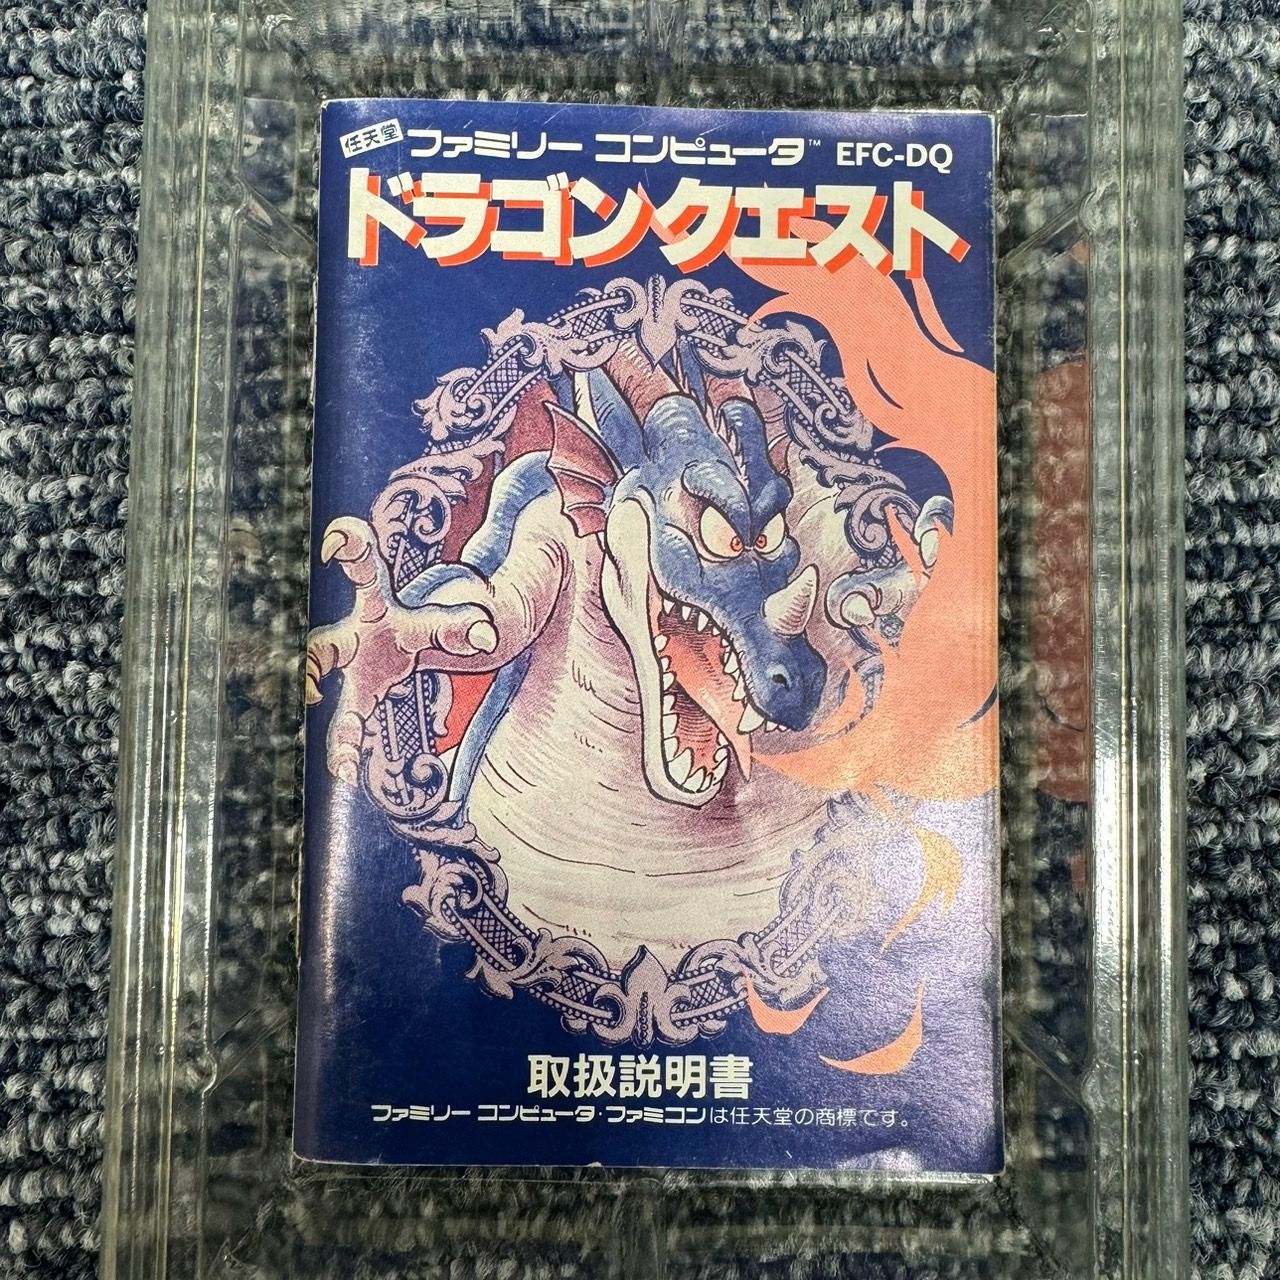 任天堂 ファミリー コンピュータ™ EFC-DQ
ドラゴンクエスト
取扱説明書
ファミリー コンピュータ・ファミコンは任天堂の商標です。